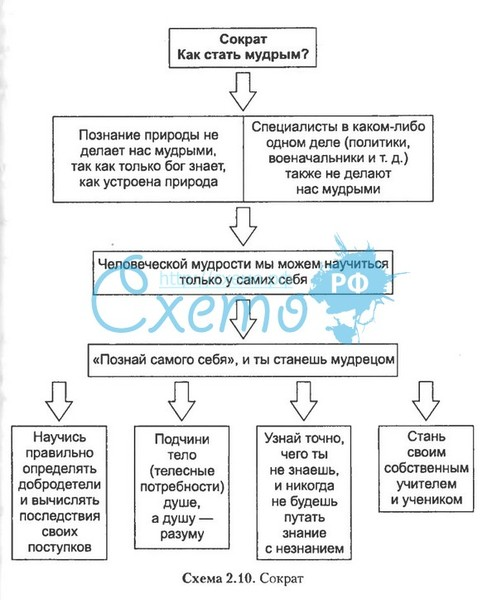 Сократ
Как стать мудрым?
Познание природы не
делает нас мудрыми,
так как только бог знает,
как устроена природа
Специалисты в каком-либо
одном деле (политики,
военачальники и т. д.)
также не делают
нас мудрыми
Человеческой мудрости мы можем научиться
только у самих себя
Схемо
РФ
«Познай самого себя», и ты станешь мудрецом
Научись
правильно
определять
добродетели
и вычислять
последствия
своих
поступков
Подчини
тело
(телесные
потребности)
душе,
а душу —
разуму
Узнай точно,
чего ты
не знаешь,
и никогда
не будешь
путать
знание
с незнанием
Стань
своим
собственным
учителем
и учеником
Схема 2.10. Сократ